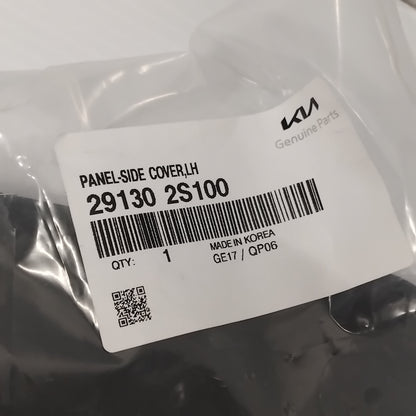 KIA
Genuine Parts
PANEL-SIDE COVER,LH
29130 2S100
QTY: 1
MADE IN KOREA
GE17 / QP06